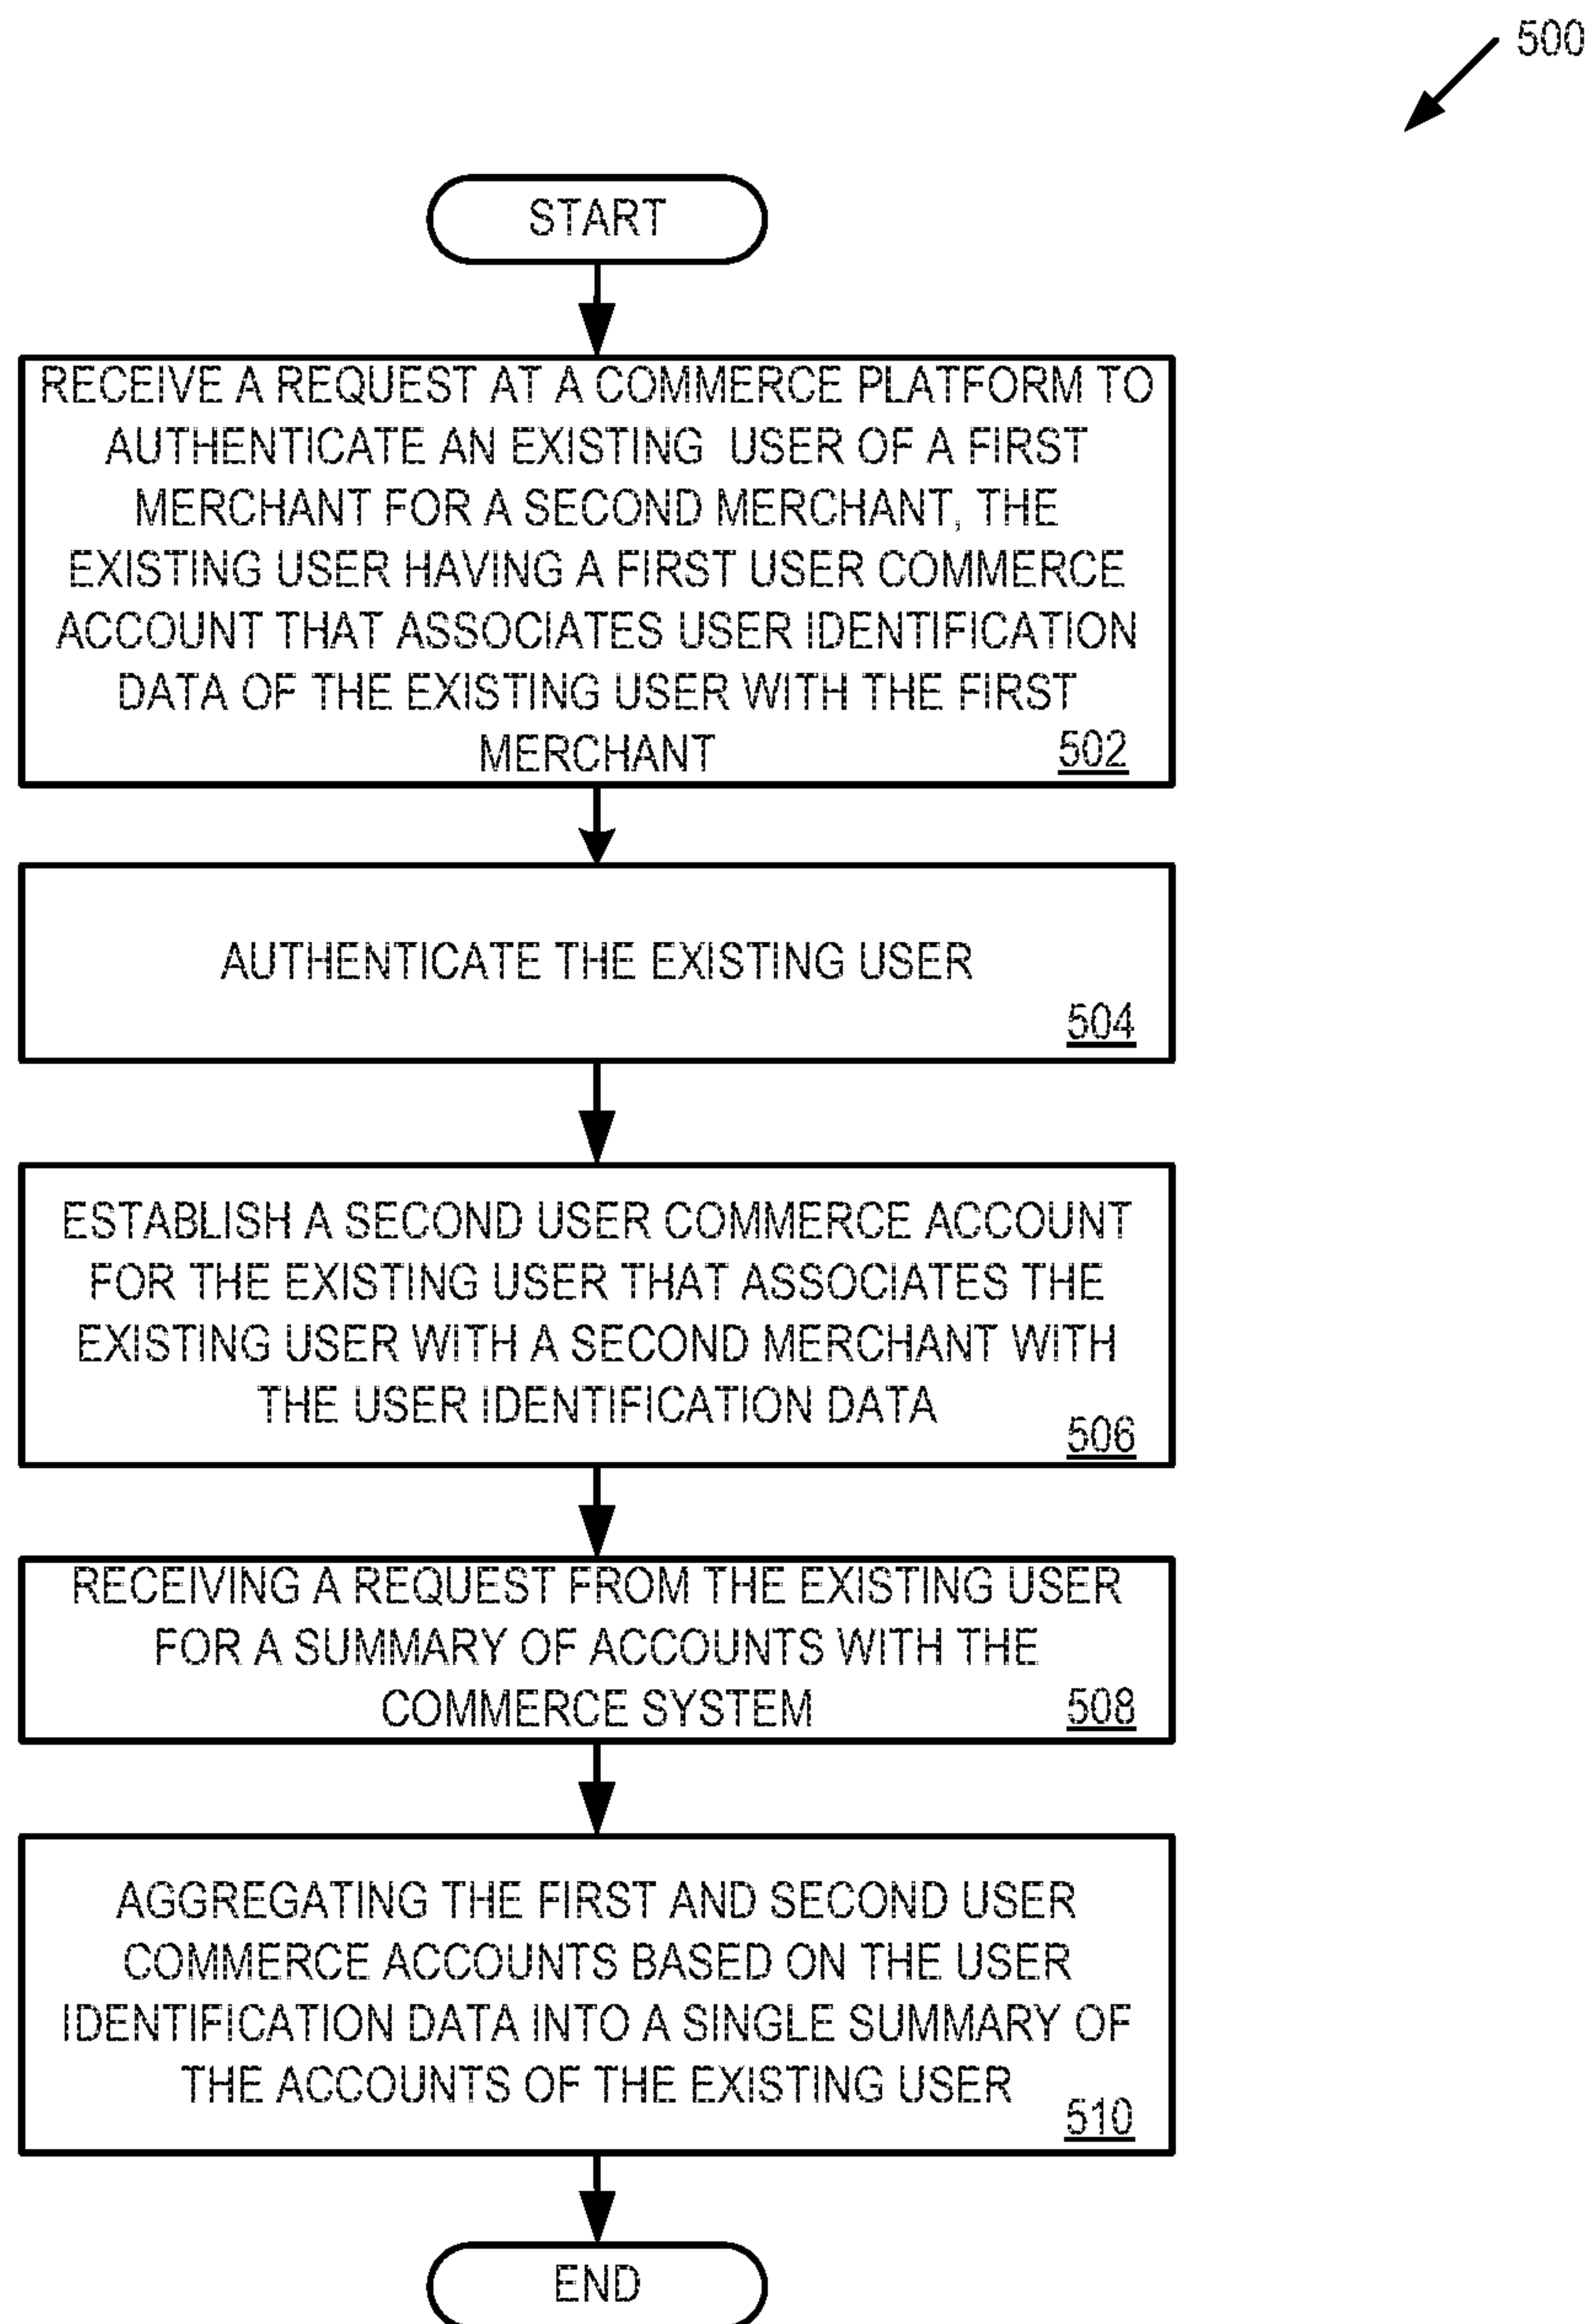 500
START
RECEIVE A REQUEST AT A COMMERCE PLATFORM TO
AUTHENTICATE AN EXISTING USER OF A FIRST
MERCHANT FOR A SECOND MERCHANT, THE
EXISTING USER HAVING A FIRST USER COMMERCE
ACCOUNT THAT ASSOCIATES USER IDENTIFICATION
DATA OF THE EXISTING USER WITH THE FIRST
MERCHANT
502
AUTHENTICATE THE EXISTING USER
504
ESTABLISH A SECOND USER COMMERCE ACCOUNT
FOR THE EXISTING USER THAT ASSOCIATES THE
EXISTING USER WITH A SECOND MERCHANT WITH
THE USER IDENTIFICATION DATA
506
RECEIVING A REQUEST FROM THE EXISTING USER
FOR A SUMMARY OF ACCOUNTS WITH THE
COMMERCE SYSTEM
508
AGGREGATING THE FIRST AND SECOND USER
COMMERCE ACCOUNTS BASED ON THE USER
IDENTIFICATION DATA INTO A SINGLE SUMMARY OF
THE ACCOUNTS OF THE EXISTING USER
510
END